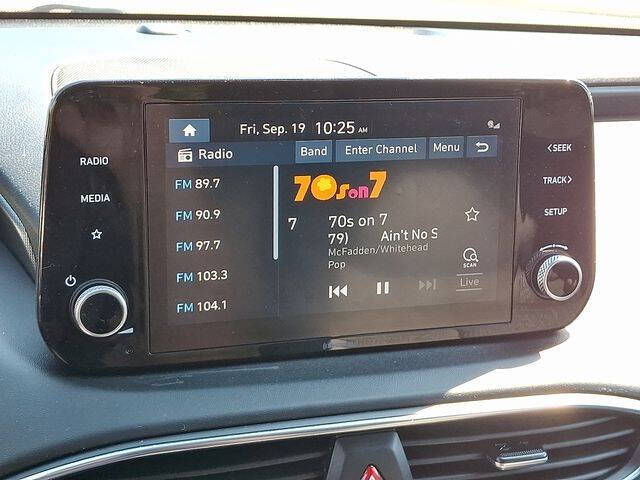 Fri, Sep. 19 10:25 AM
Radio Band Enter Channel Menu
RADIO
MEDIA
FM 89.7
FM 90.9
FM 97.7
FM 103.3
FM 104.1
70s on 7
7 70s on 7
79) Ain't No S
McFadden/Whitehead
Pop
SCAN
Live
<SEEK
TRACK>
SETUP